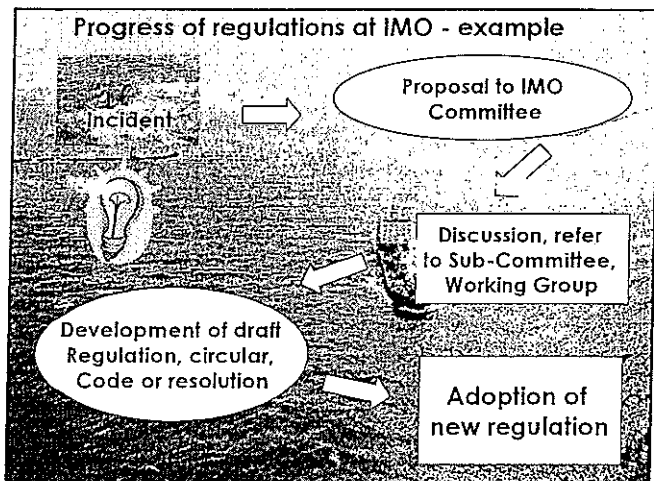 Progress of regulations at IMO - example
Incident
Proposal to IMO
Committee
Discussion, refer
to Sub-Committee,
Working Group
Development of draft
Regulation, circular,
Code or resolution
Adoption of
new regulation